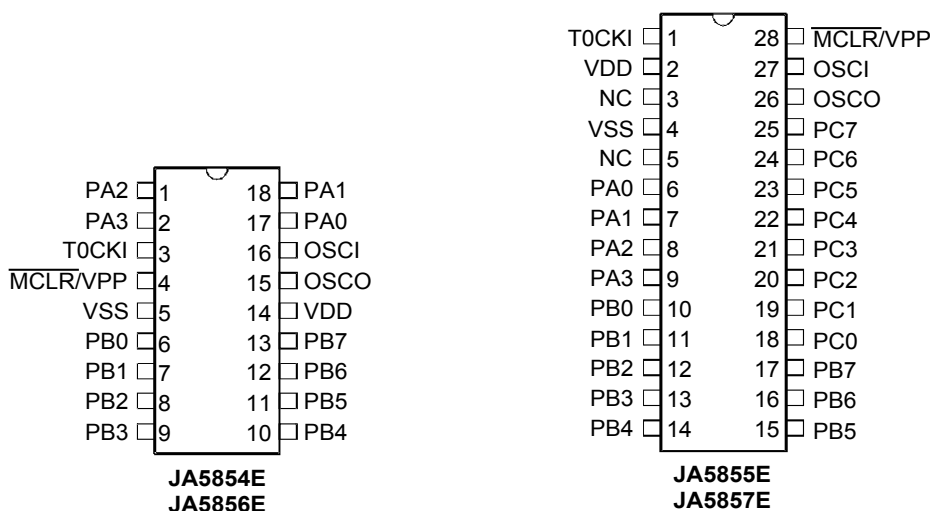 PA2 1 18 PA1
PA3 2 17 PA0
T0CKI 3 16 OSCI
MCLR/VPP 4 15 OSCO
VSS 5 14 VDD
PB0 6 13 PB7
PB1 7 12 PB6
PB2 8 11 PB5
PB3 9 10 PB4
JA5854E
JA5856E
T0CKI 1 28 MCLR/VPP
VDD 2 27 OSCI
NC 3 26 OSCO
VSS 4 25 PC7
NC 5 24 PC6
PA0 6 23 PC5
PA1 7 22 PC4
PA2 8 21 PC3
PA3 9 20 PC2
PB0 10 19 PC1
PB1 11 18 PC0
PB2 12 17 PB7
PB3 13 16 PB6
PB4 14 15 PB5
JA5855E
JA5857E